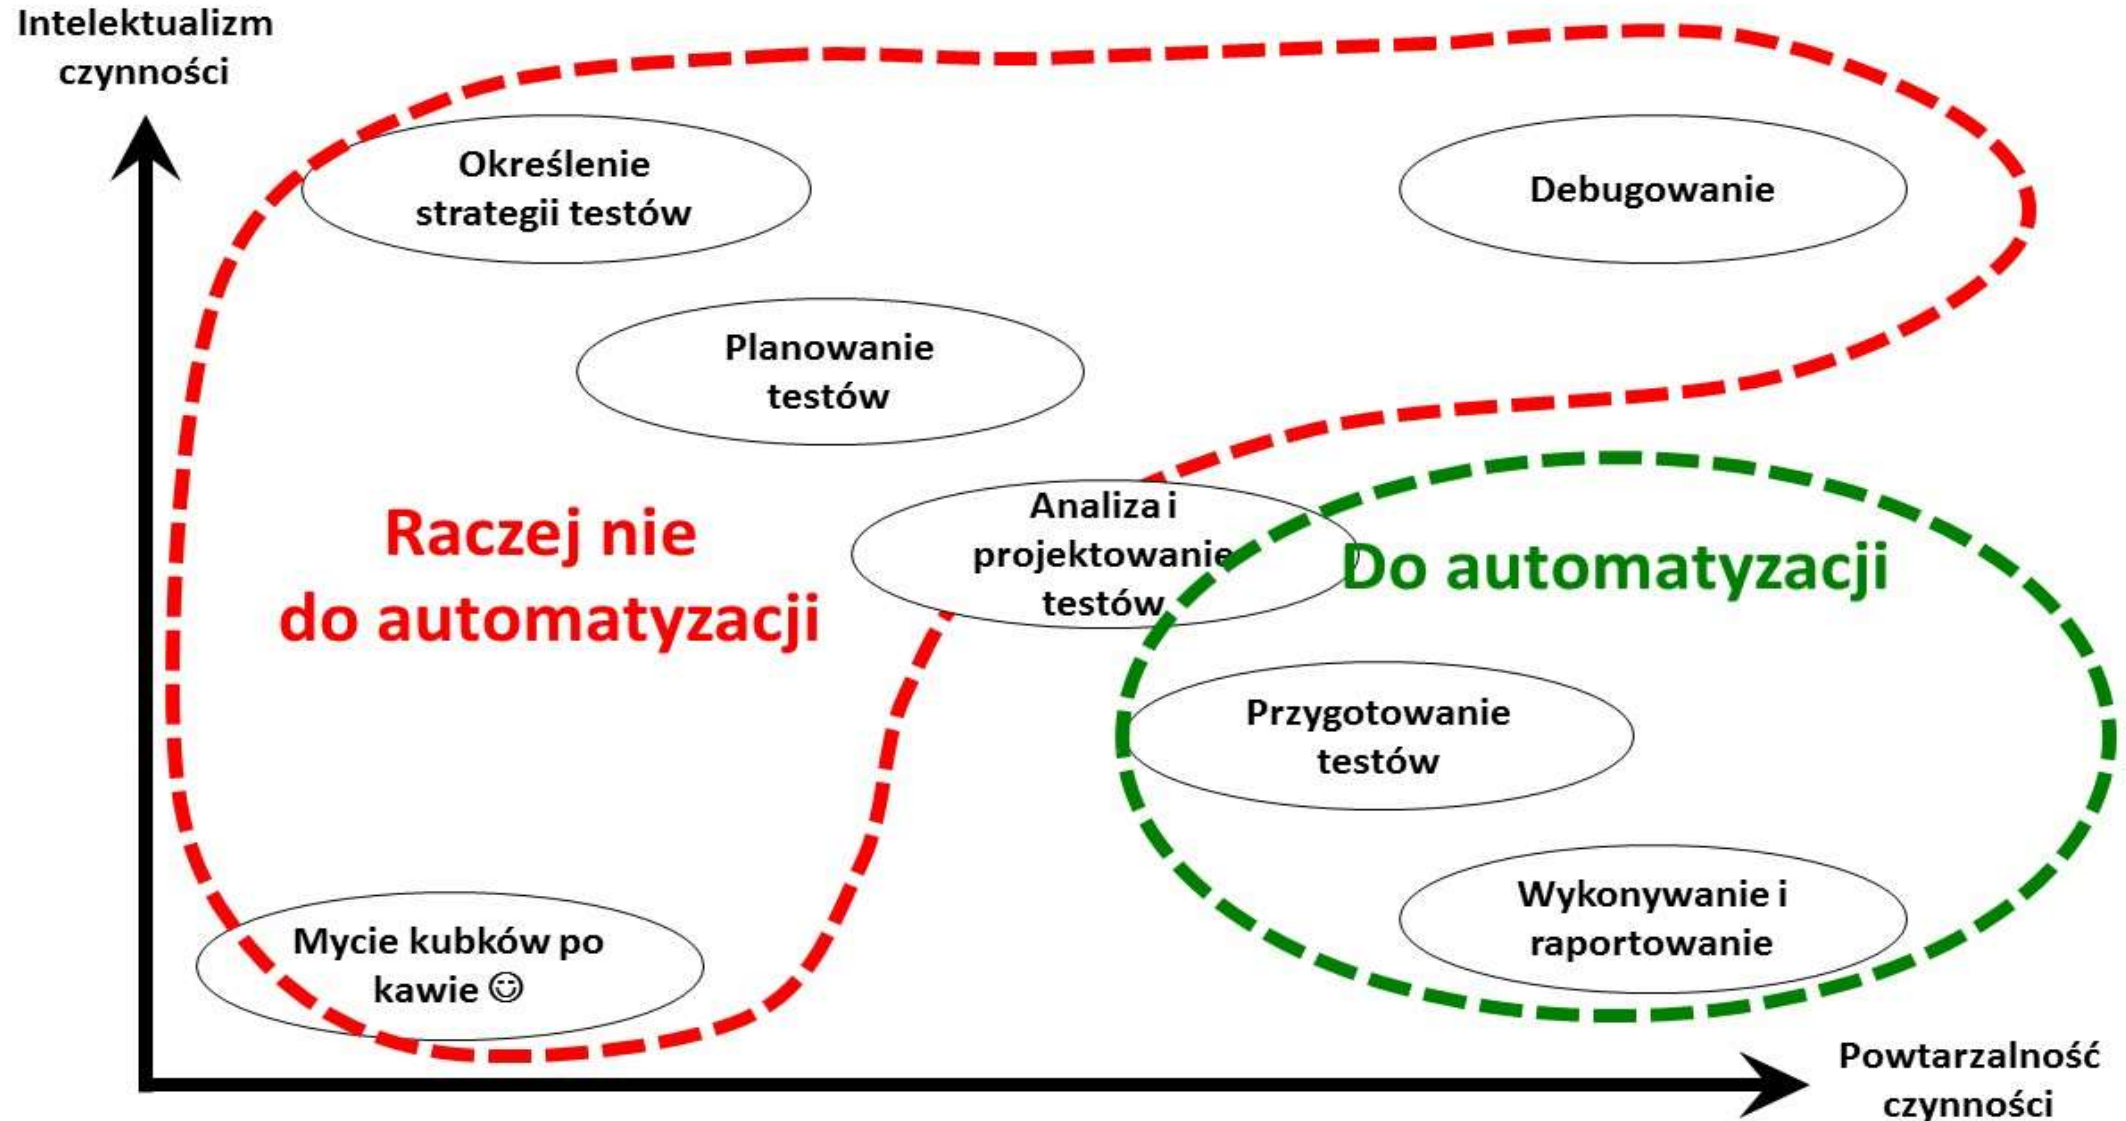 Intelektualizm
czynności
Określenie
strategii testów
Debugowanie
Planowanie
testów
Raczej nie
do automatyzacji
Analiza i
projektowanie
testów
Do automatyzacji
Przygotowanie
testów
Wykonywanie i
raportowanie
Mycie kubków po
kawie ☺
Powtarzalność
czynności